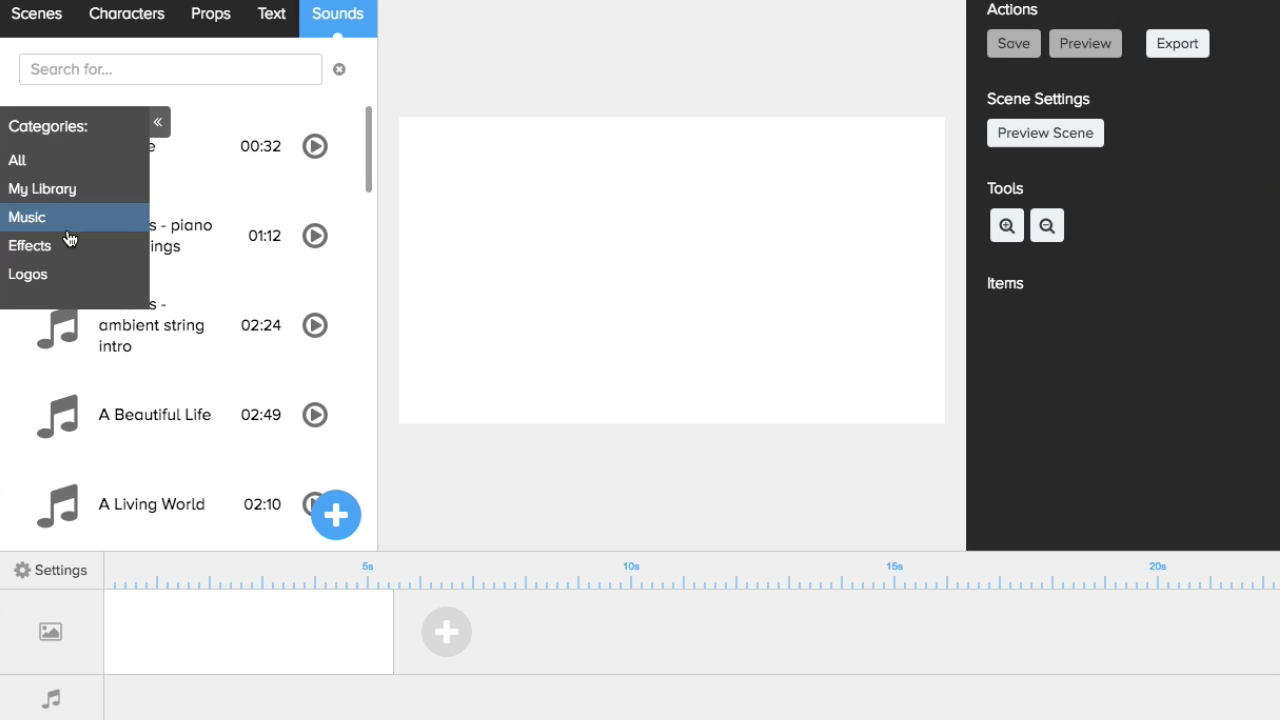 Scenes Characters Props Text Sounds
Search for...
Categories: «
All
My Library
Music
Effects
Logos
e 00:32
s - piano
ings
01:12
s -
ambient string
intro
02:24
A Beautiful Life 02:49
A Living World 02:10
Actions
Save Preview Export
Scene Settings
Preview Scene
Tools
Items
Settings
5s 10s 15s 20s